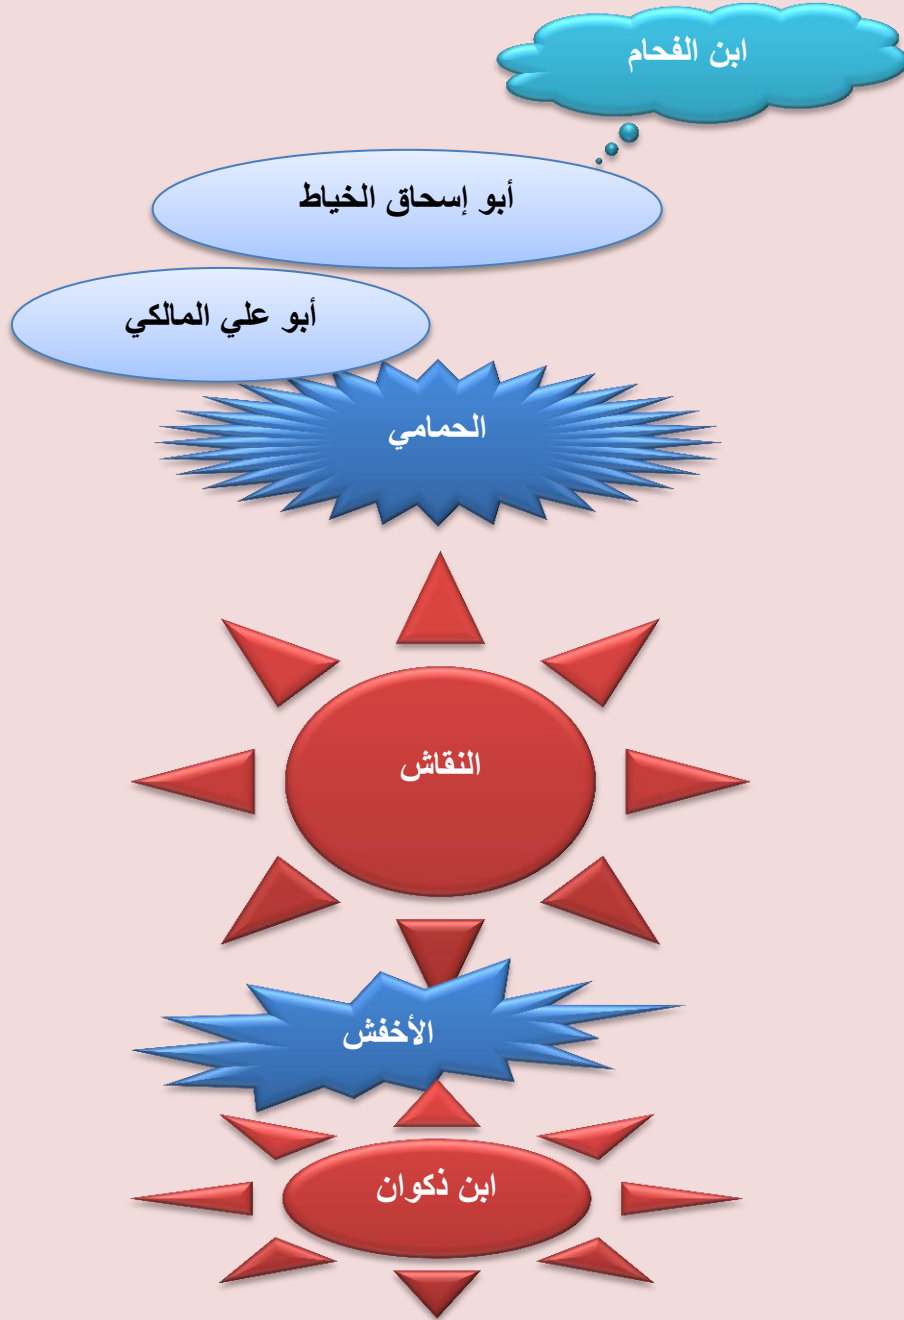 ابن الفحام
أبو إسحاق الخياط
أبو علي المالكي
الحمامي
النقاش
الأخفش
ابن ذكوان